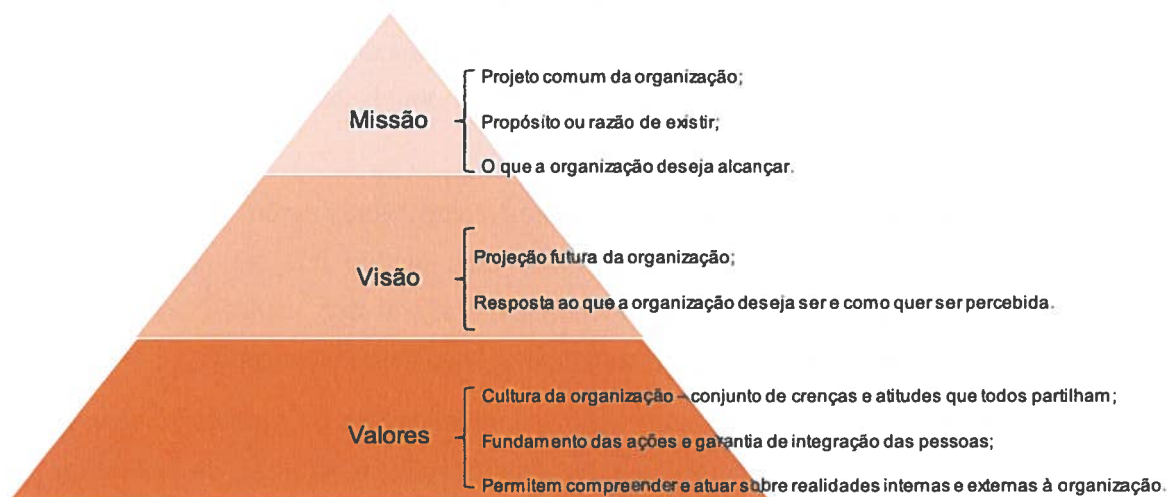 Missão
Projeto comum da organização;
Propósito ou razão de existir;
O que a organização deseja alcançar.
Visão
Projeção futura da organização;
Resposta ao que a organização deseja ser e como quer ser percebida.
Valores
Cultura da organização – conjunto de crenças e atitudes que todos partilham;
Fundamento das ações e garantia de integração das pessoas;
Permitem compreender e atuar sobre realidades internas e externas à organização.